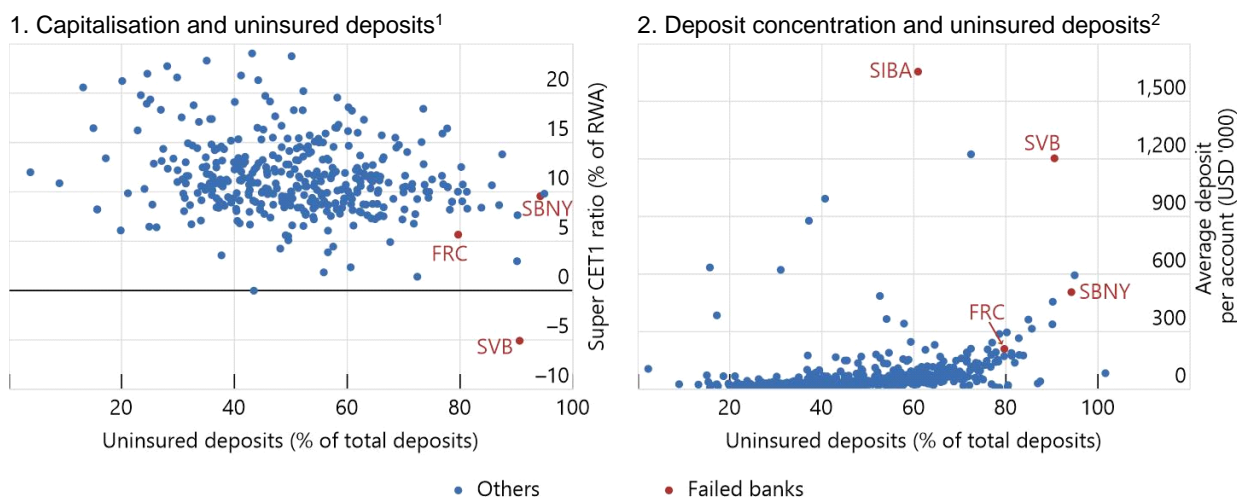 1. Capitalisation and uninsured deposits¹
20
15
10
5
0
−5
−10
Super CET1 ratio (% of RWA)
SBNY
FRC
SVB
20 40 60 80 100
Uninsured deposits (% of total deposits)
2. Deposit concentration and uninsured deposits²
1,500
1,200
900
600
300
0
Average deposit
per account (USD '000)
SIBA
SVB
SBNY
FRC
20 40 60 80 100
Uninsured deposits (% of total deposits)
Others Failed banks